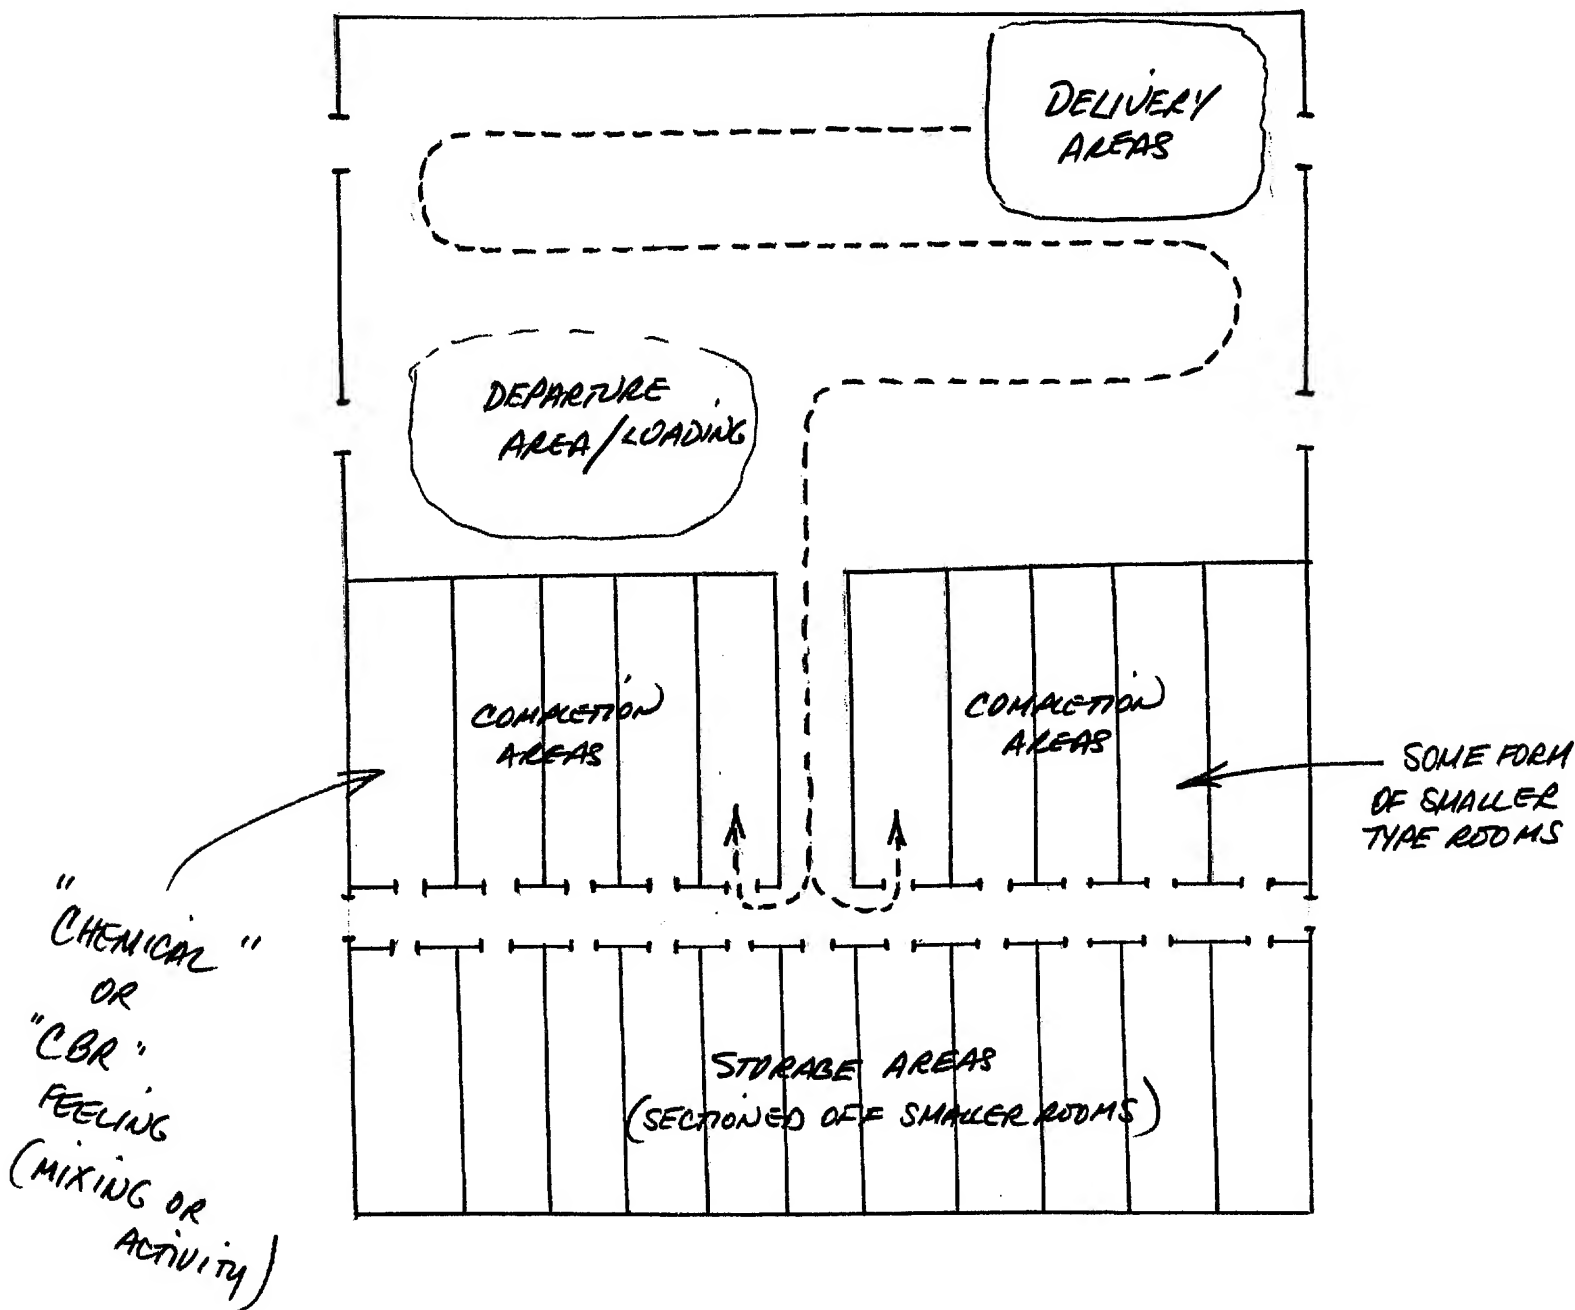 DELIVERY
AREAS
DEPARTURE
AREA/LOADING
COMPLETION
AREAS
COMPLETION
AREAS
SOME FORM
OF SMALLER
TYPE ROOMS
"
CHEMICAL "
OR
"CBR"
FEELING
(MIXING OR
ACTIVITY)
STORAGE AREAS
(SECTIONED OFF SMALLER ROOMS)